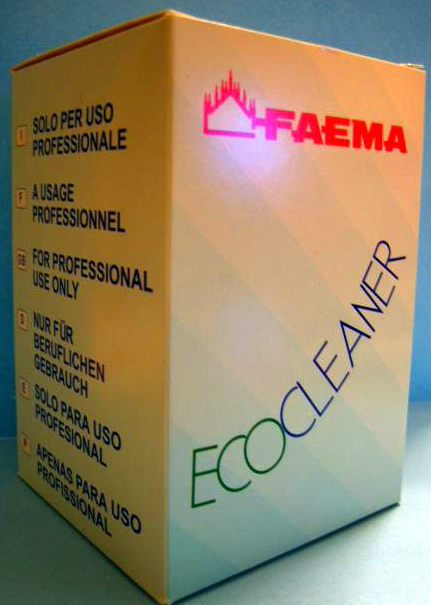 I SOLO PER USO
PROFESSIONALE
F A USAGE
PROFESSIONNEL
GB FOR PROFESSIONAL
USE ONLY
D NUR FÜR
BERUFLICHEN
GEBRAUCH
E SOLO PARA USO
PROFESIONAL
P APENAS PARA USO
PROFISSIONAL
FAEMA
ECOCLEANER